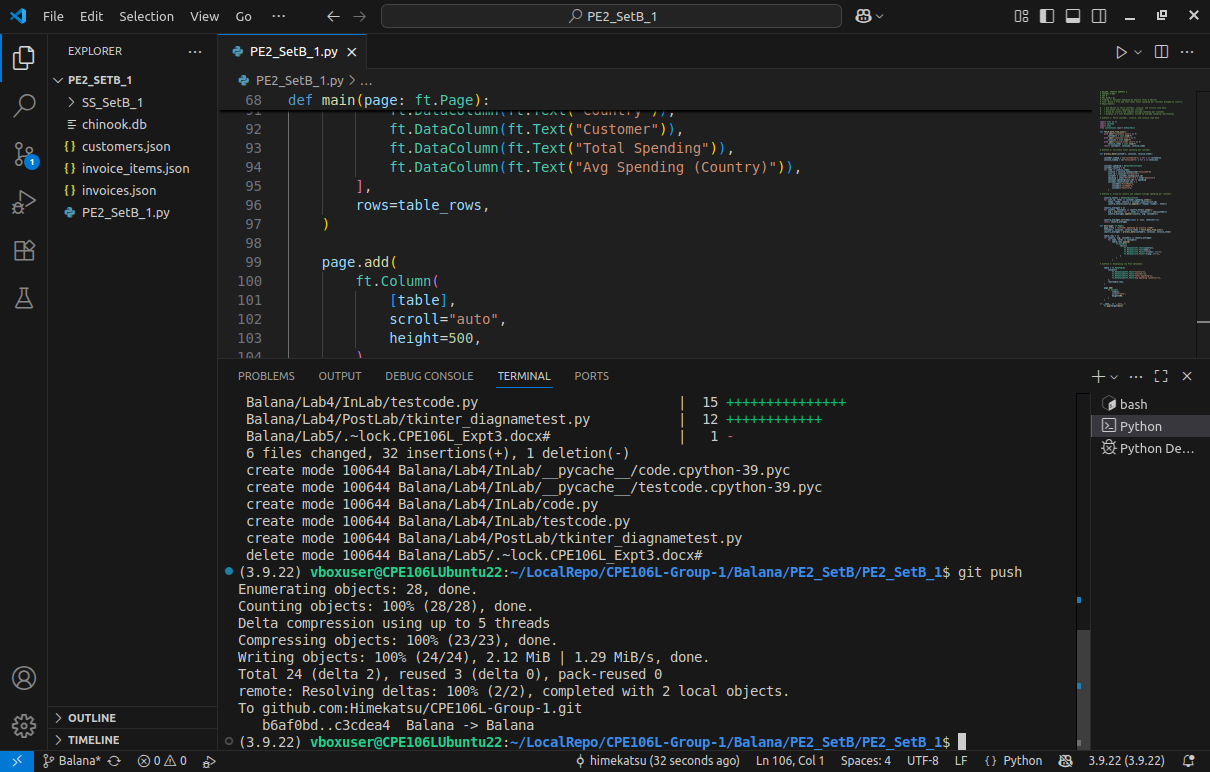 File Edit Selection View Go ··· PE2_SetB_1
EXPLORER ···
PE2_SETB_1
SS_SetB_1
chinook.db
customers.json
invoice_items.json
invoices.json
PE2_SetB_1.py
1
OUTLINE
TIMELINE
PE2_SetB_1.py
PE2_SetB_1.py > ...
68 def main(page: ft.Page):
91 ft.DataColumn(ft.Text("Country")),
92 ft.DataColumn(ft.Text("Customer")),
93 ft.DataColumn(ft.Text("Total Spending")),
94 ft.DataColumn(ft.Text("Avg Spending (Country)")),
95 ],
96 rows=table_rows,
97 )
98
99 page.add(
100 ft.Column(
101 [table],
102 scroll="auto",
103 height=500,
104 )
PROBLEMS OUTPUT DEBUG CONSOLE TERMINAL PORTS
Balana/Lab4/InLab/testcode.py | 15 +++++++++++++++
Balana/Lab4/PostLab/tkinter_diagnametest.py | 12 ++++++++++++
Balana/Lab5/.~lock.CPE106L_Expt3.docx# | 1 -
6 files changed, 32 insertions(+), 1 deletion(-)
create mode 100644 Balana/Lab4/InLab/__pycache__/code.cpython-39.pyc
create mode 100644 Balana/Lab4/InLab/__pycache__/testcode.cpython-39.pyc
create mode 100644 Balana/Lab4/InLab/code.py
create mode 100644 Balana/Lab4/InLab/testcode.py
create mode 100644 Balana/Lab4/PostLab/tkinter_diagnametest.py
delete mode 100644 Balana/Lab5/.~lock.CPE106L_Expt3.docx#
(3.9.22) vboxuser@CPE106LUbuntu22:~/LocalRepo/CPE106L-Group-1/Balana/PE2_SetB/PE2_SetB_1$ git push
Enumerating objects: 28, done.
Counting objects: 100% (28/28), done.
Delta compression using up to 5 threads
Compressing objects: 100% (23/23), done.
Writing objects: 100% (24/24), 2.12 MiB | 1.29 MiB/s, done.
Total 24 (delta 2), reused 3 (delta 0), pack-reused 0
remote: Resolving deltas: 100% (2/2), completed with 2 local objects.
To github.com:Himekatsu/CPE106L-Group-1.git
b6af0bd..c3cdea4 Balana -> Balana
(3.9.22) vboxuser@CPE106LUbuntu22:~/LocalRepo/CPE106L-Group-1/Balana/PE2_SetB/PE2_SetB_1$
bash
Python
Python De...
Balana* 0 0 himekatsu (32 seconds ago) Ln 106, Col 1 Spaces: 4 UTF-8 LF {} Python 3.9.22 (3.9.22)